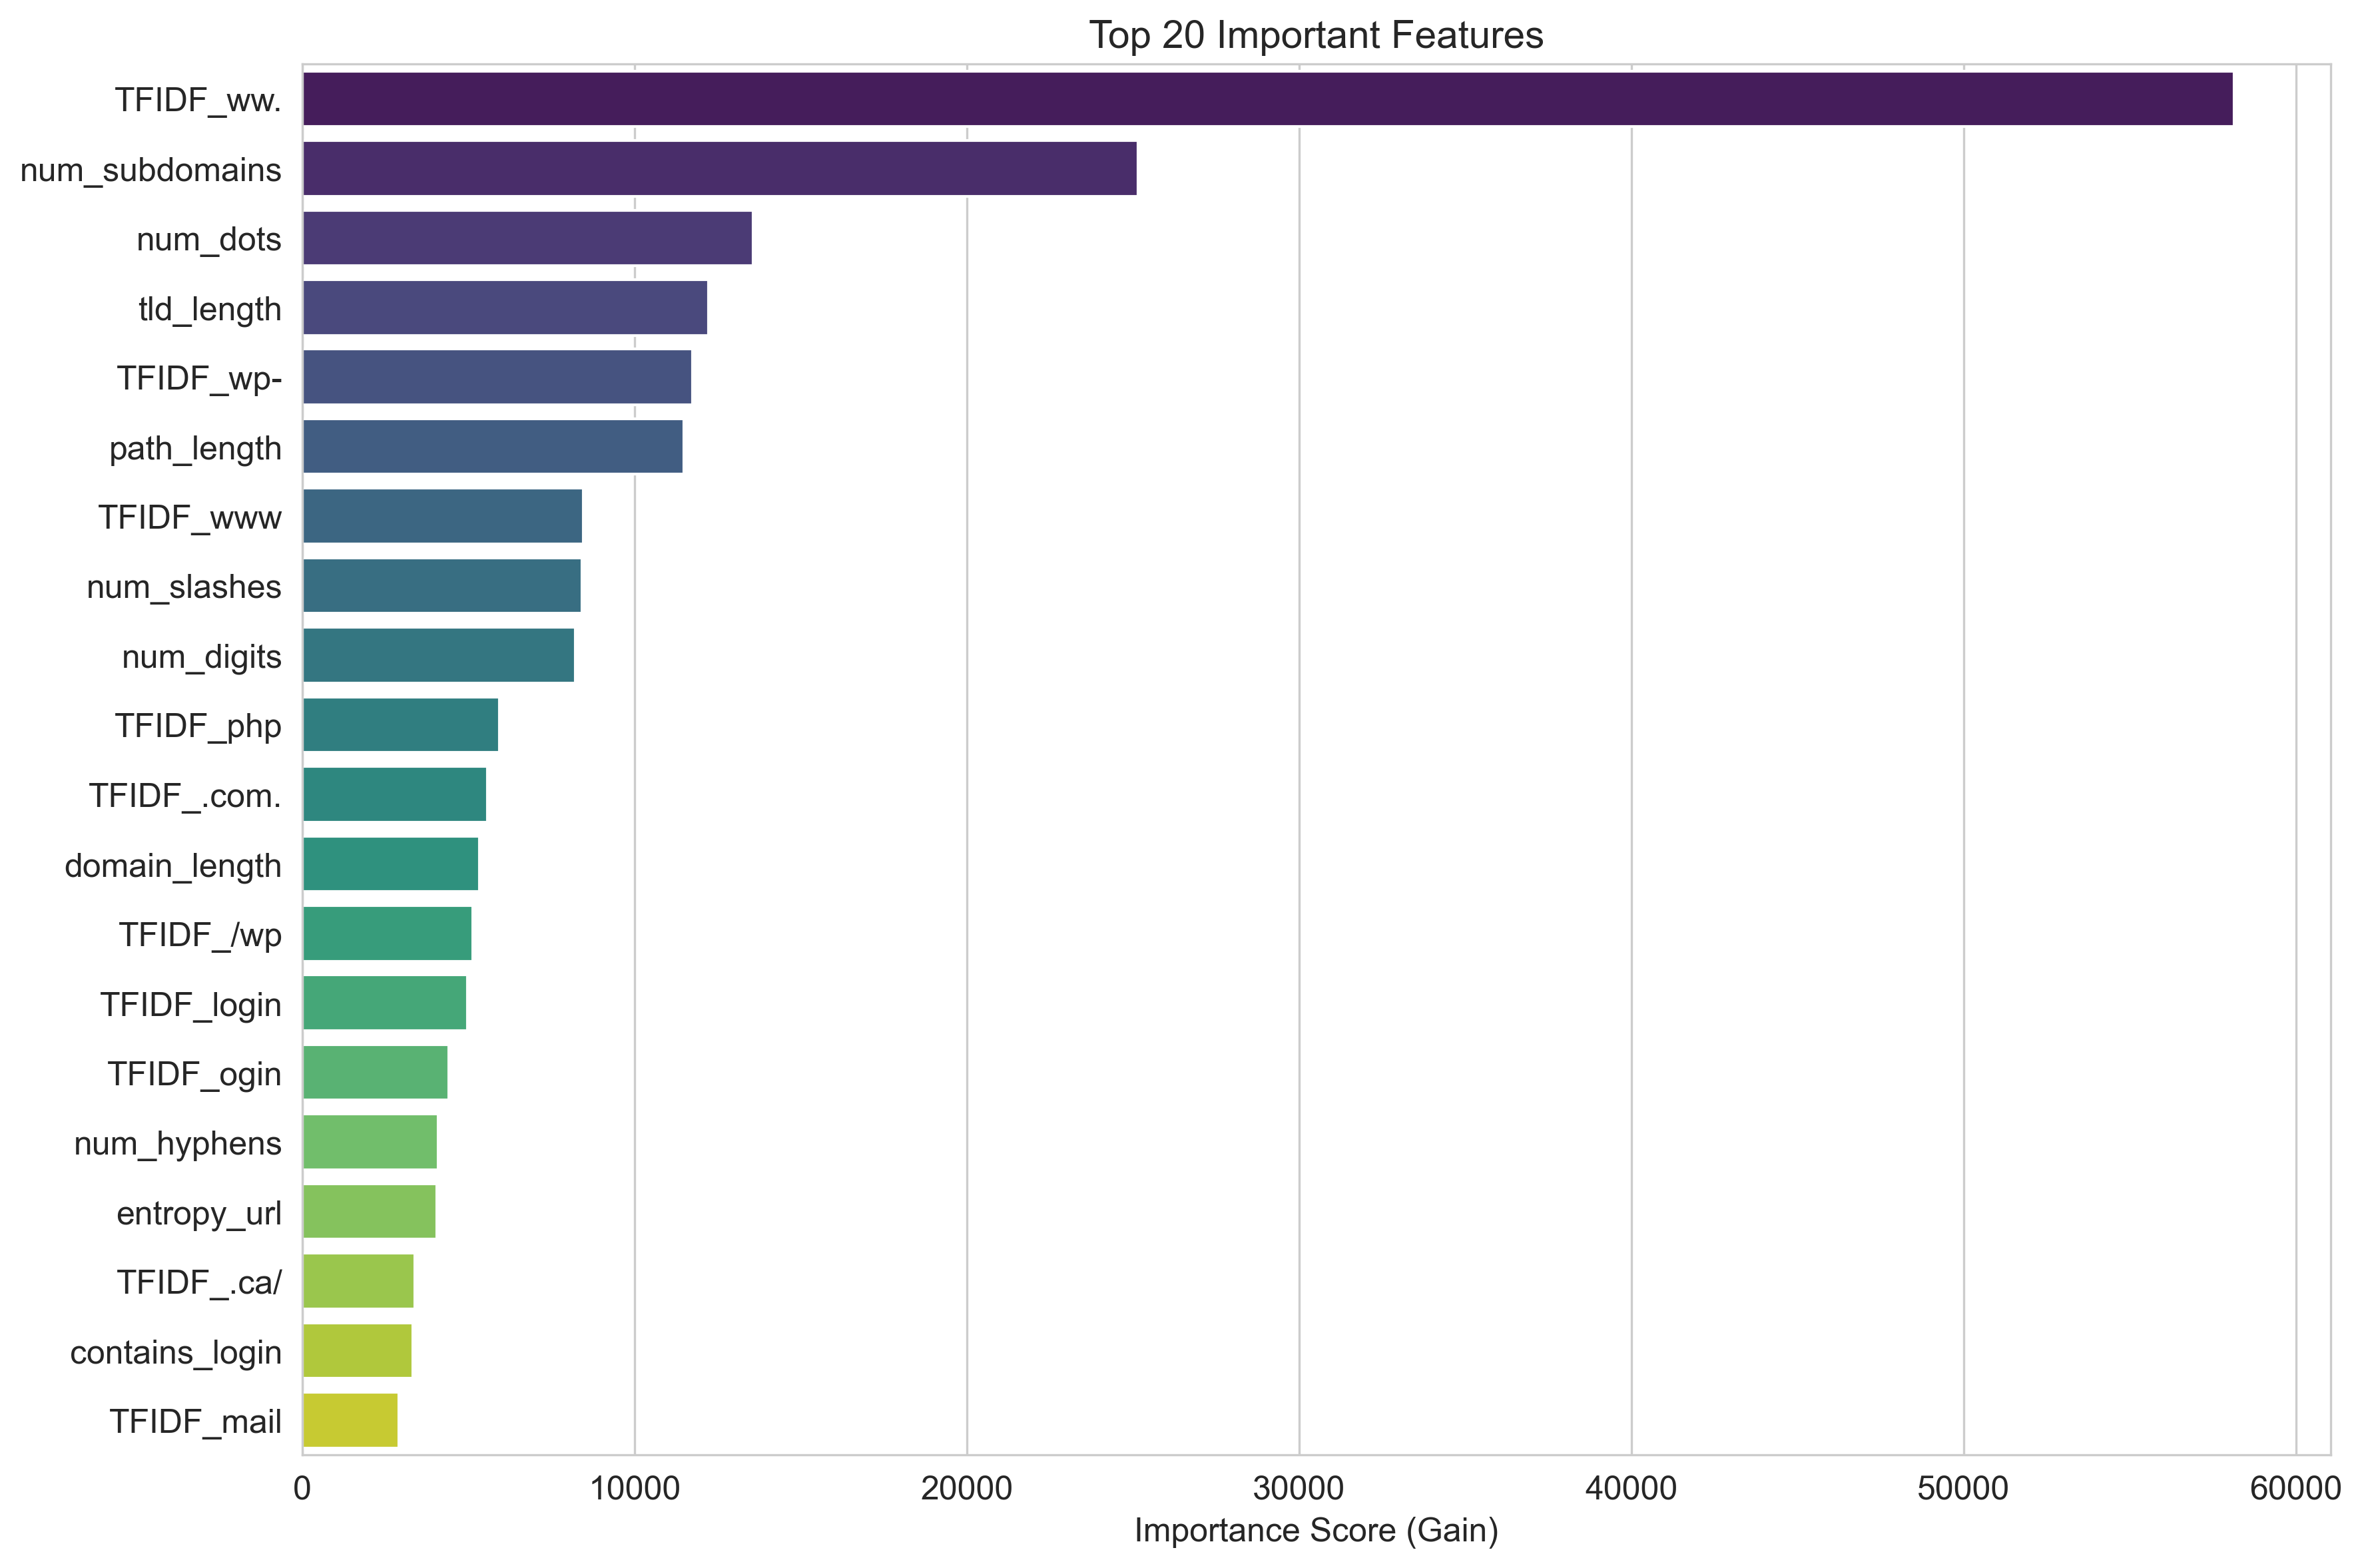 Top 20 Important Features
TFIDF_ww.
num_subdomains
num_dots
tld_length
TFIDF_wp-
path_length
TFIDF_www
num_slashes
num_digits
TFIDF_php
TFIDF_.com.
domain_length
TFIDF_/wp
TFIDF_login
TFIDF_ogin
num_hyphens
entropy_url
TFIDF_.ca/
contains_login
TFIDF_mail
0 10000 20000 30000 40000 50000 60000
Importance Score (Gain)